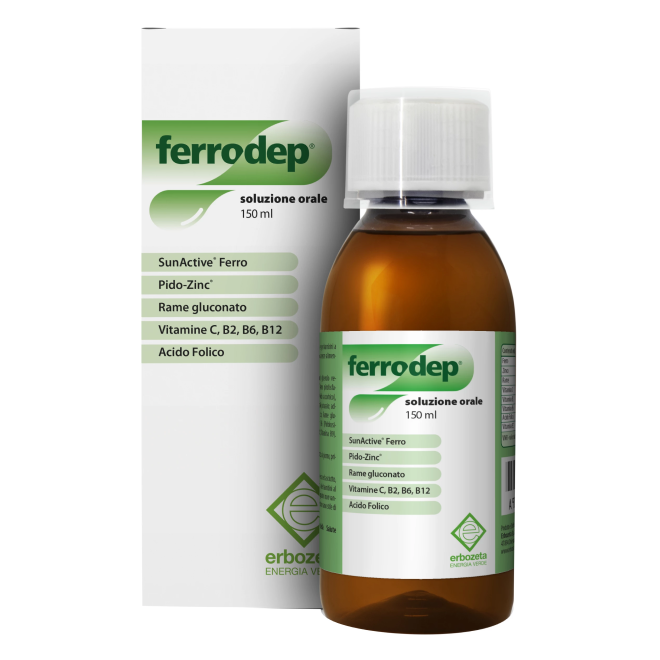 ferrodep®
soluzione orale
150 ml
SunActive® Ferro
Pido-Zinc®
Rame gluconato
Vitamine C, B2, B6, B12
Acido Folico
e
erbozeta
ENERGIA VERDE
ferrodep®
soluzione orale
150 ml
SunActive® Ferro
Pido-Zinc®
Rame gluconato
Vitamine C, B2, B6, B12
Acido Folico
e
erbozeta
ENERGIA VERDE